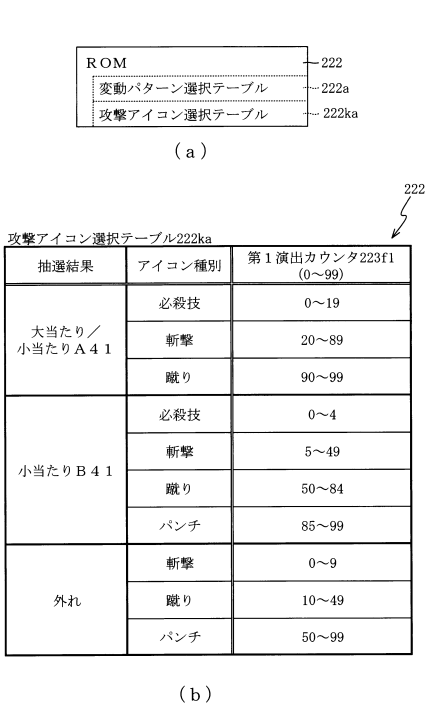 ROM
222
変動パターン選択テーブル
222a
攻撃アイコン選択テーブル
222ka
(a)
222
攻撃アイコン選択テーブル222ka
抽選結果 アイコン種別 第1演出カウンタ223f1
(0～99)
大当たり／
小当たりA41
必殺技 0～19
斬撃 20～89
蹴り 90～99
小当たりB41
必殺技 0～4
斬撃 5～49
蹴り 50～84
パンチ 85～99
外れ
斬撃 0～9
蹴り 10～49
パンチ 50～99
(b)